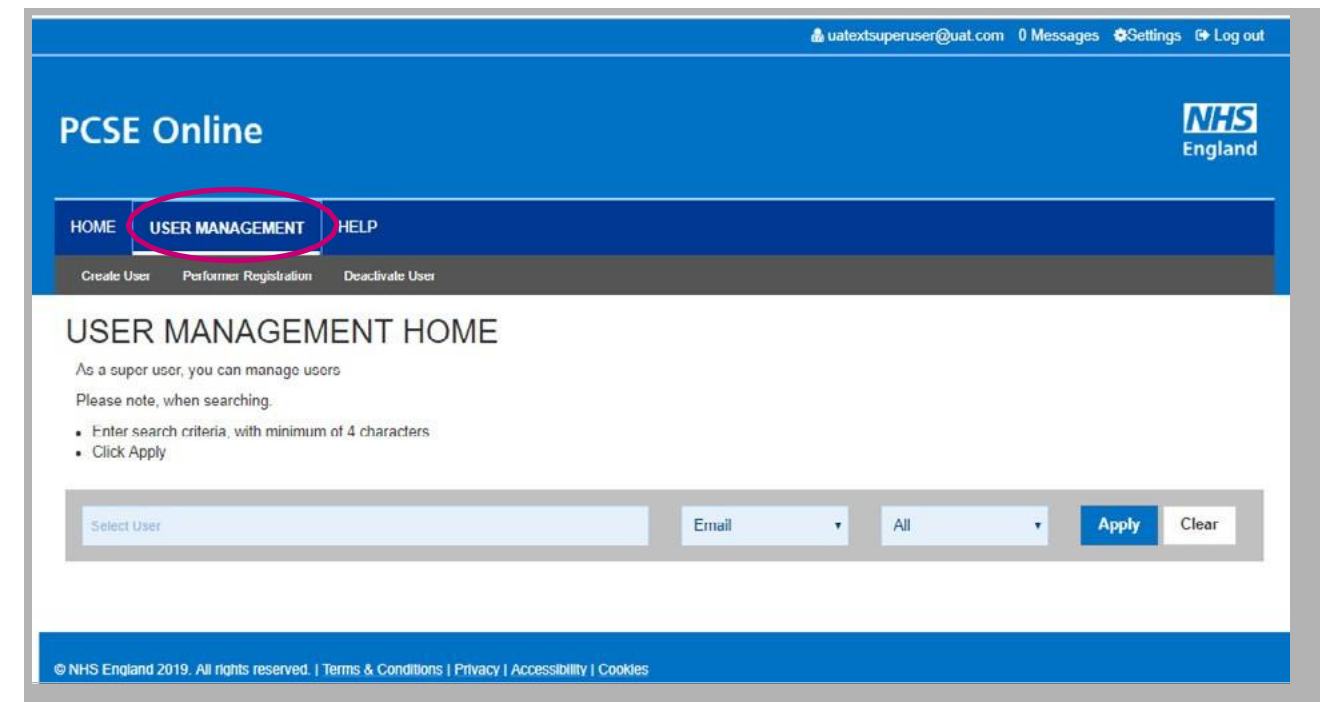 uatextsuperuser@uat.com 0 Messages Settings Log out
PCSE Online
NHS
England
HOME USER MANAGEMENT HELP
Create User Performer Registration Deactivate User
USER MANAGEMENT HOME
As a super user, you can manage users
Please note, when searching.
• Enter search criteria, with minimum of 4 characters
• Click Apply
Select User Email All Apply Clear
© NHS England 2019. All rights reserved. | Terms & Conditions | Privacy | Accessibility | Cookies